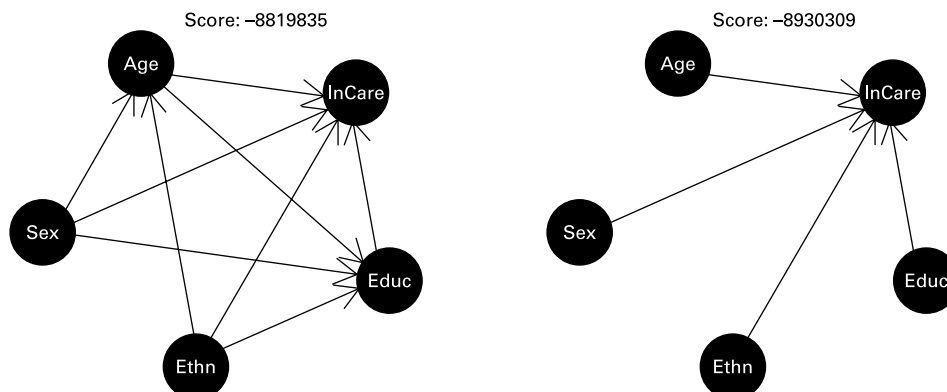 Score: –8819835
Age
InCare
Sex
Educ
Ethn
Score: –8930309
Age
InCare
Sex
Educ
Ethn